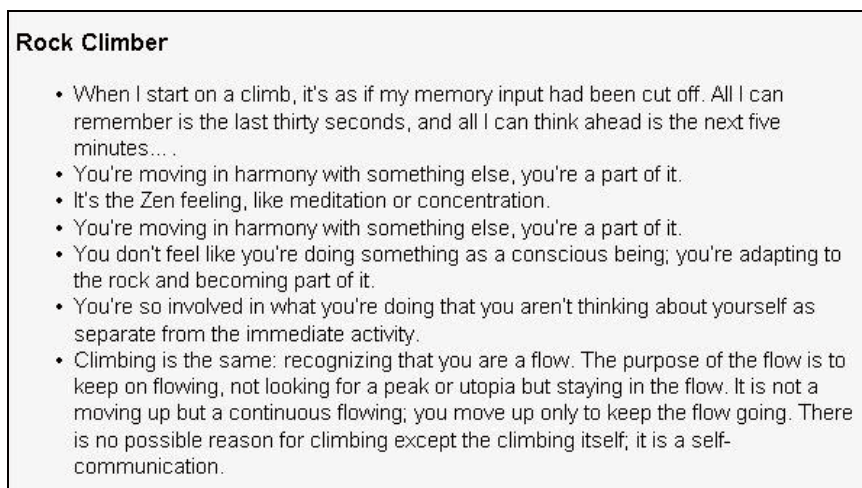 Rock Climber
• When I start on a climb, it's as if my memory input had been cut off. All I can
remember is the last thirty seconds, and all I can think ahead is the next five
minutes... .
• You're moving in harmony with something else, you're a part of it.
• It's the Zen feeling, like meditation or concentration.
• You're moving in harmony with something else, you're a part of it.
• You don't feel like you're doing something as a conscious being; you're adapting to
the rock and becoming part of it.
• You're so involved in what you're doing that you aren't thinking about yourself as
separate from the immediate activity.
• Climbing is the same: recognizing that you are a flow. The purpose of the flow is to
keep on flowing, not looking for a peak or utopia but staying in the flow. It is not a
moving up but a continuous flowing; you move up only to keep the flow going. There
is no possible reason for climbing except the climbing itself; it is a self-
communication.